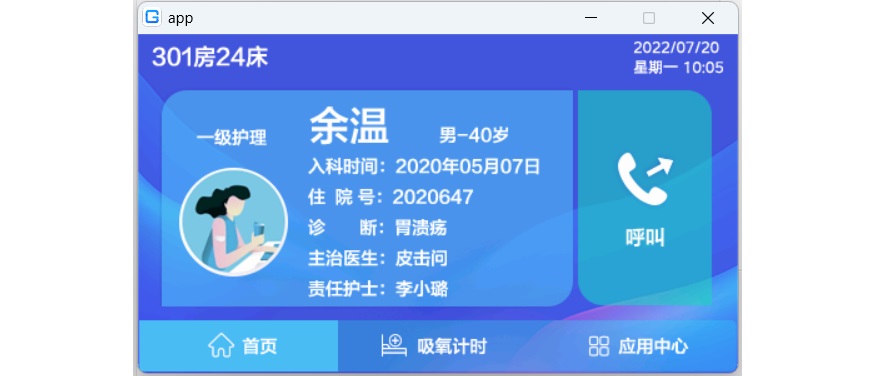 app
301房24床
2022/07/20
星期一 10:05
一级护理
余温 男-40岁
入科时间：2020年05月07日
住 院 号：2020647
诊 断：胃溃疡
主治医生：皮击问
责任护士：李小璐
呼叫
首页 吸氧计时 应用中心